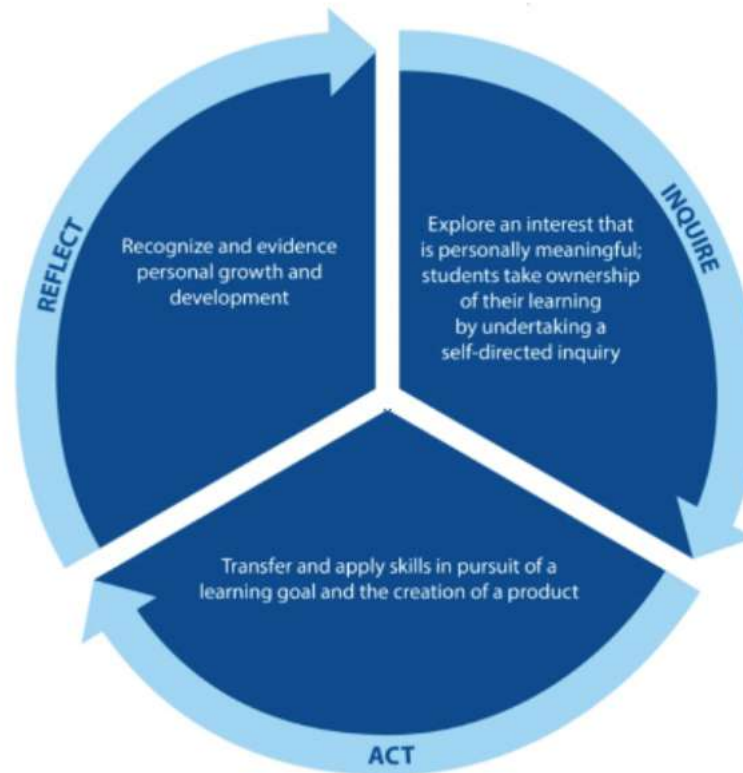 INQUIRE
Explore an interest that
is personally meaningful;
students take ownership
of their learning
by undertaking a
self-directed inquiry
ACT
Transfer and apply skills in pursuit of a
learning goal and the creation of a product
REFLECT
Recognize and evidence
personal growth and
development